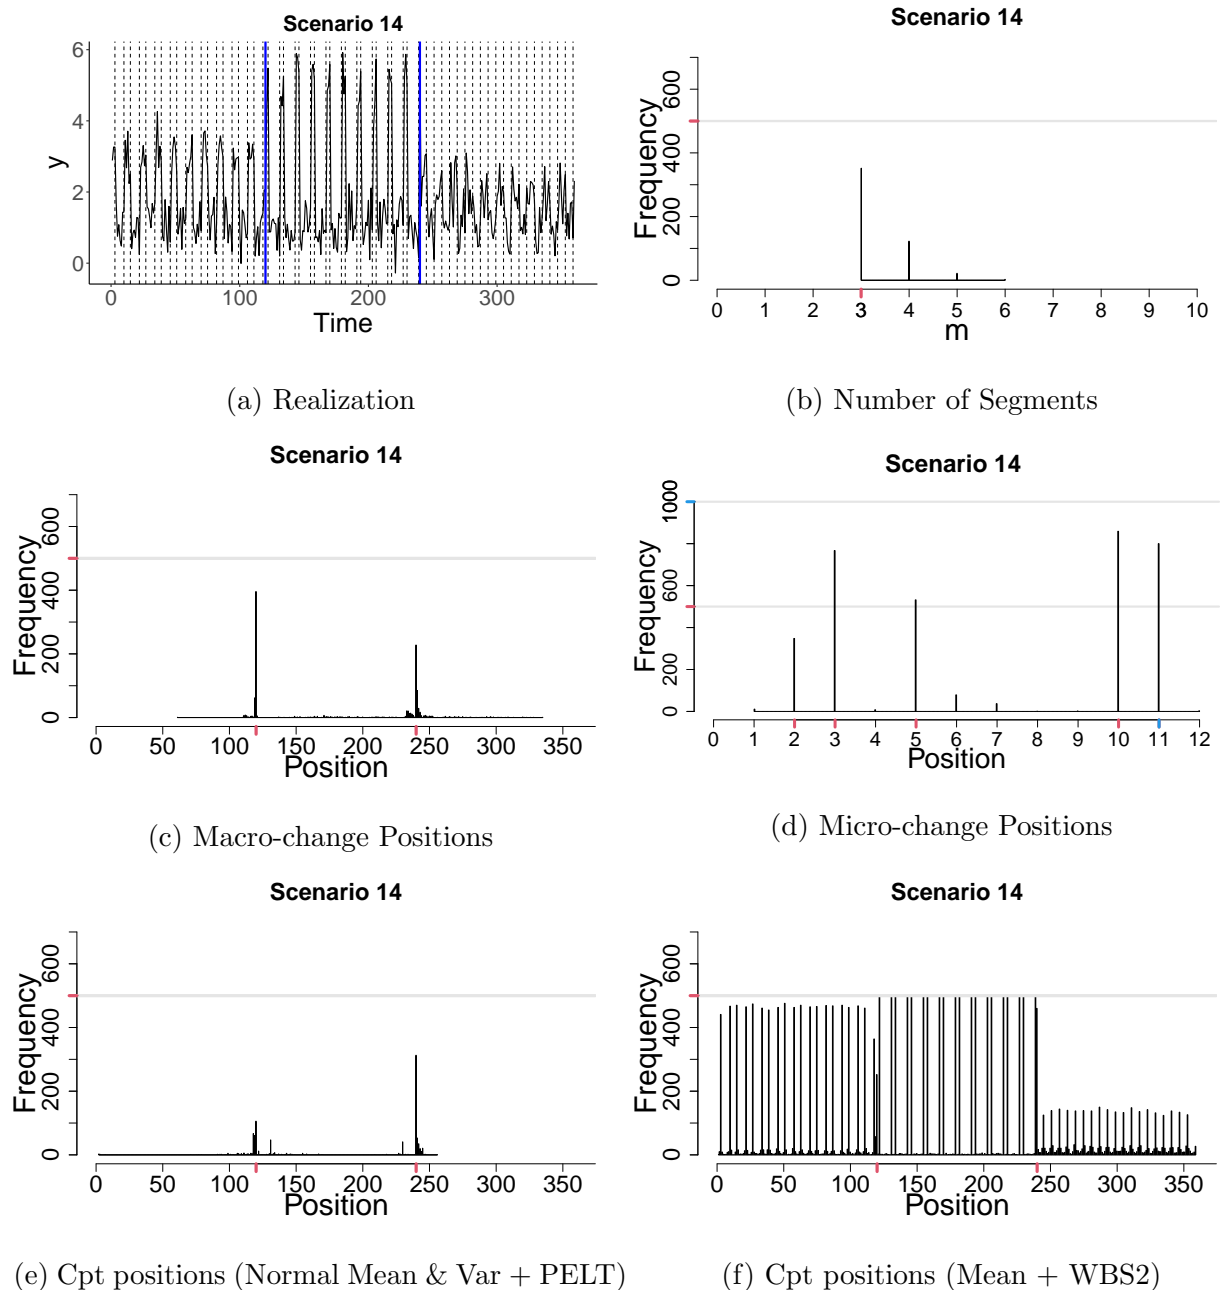 Scenario 14
y
6
4
2
0
0 100 200 300
Time
(a) Realization
Scenario 14
Frequency
0 200 400 600
0 1 2 3 4 5 6 7 8 9 10
m
(b) Number of Segments
Scenario 14
Frequency
0 200 400 600
0 50 100 150 200 250 300 350
Position
(c) Macro-change Positions
Scenario 14
Frequency
0 200 600 1000
0 1 2 3 4 5 6 7 8 9 10 11 12
Position
(d) Micro-change Positions
Scenario 14
Frequency
0 200 400 600
0 50 100 150 200 250 300 350
Position
(e) Cpt positions (Normal Mean & Var + PELT)
Scenario 14
Frequency
0 200 400 600
0 50 100 150 200 250 300 350
Position
(f) Cpt positions (Mean + WBS2)